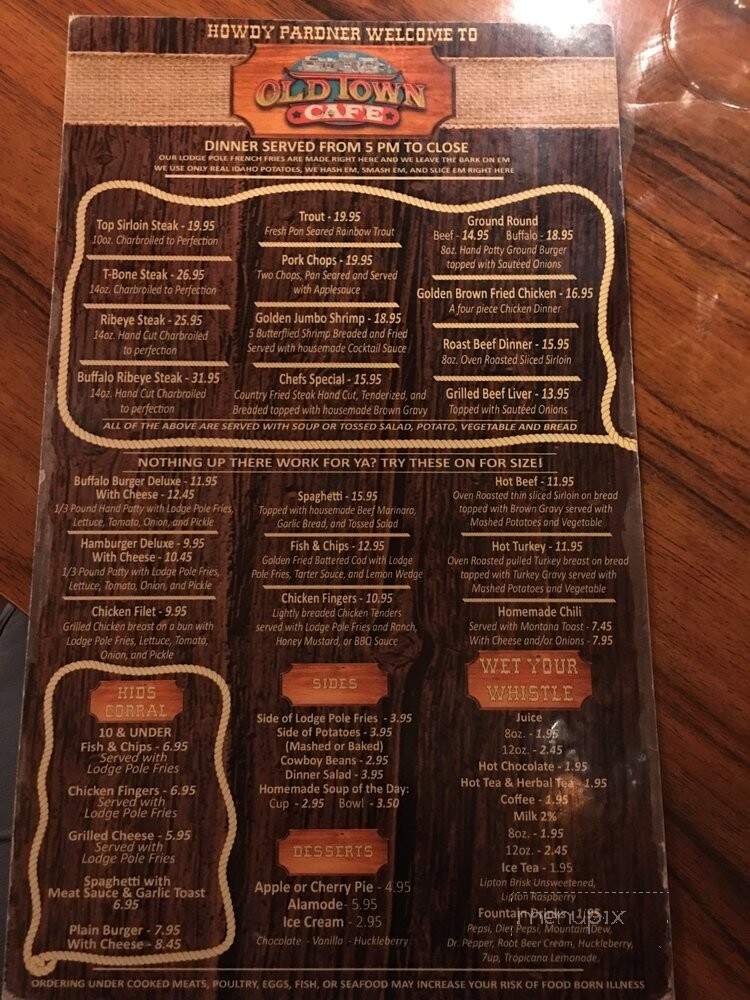 HOWDY PARDNER WELCOME TO
OLD TOWN
CAFE
DINNER SERVED FROM 5 PM TO CLOSE
OUR LODGE POLE FRENCH FRIES ARE MADE RIGHT HERE AND WE LEAVE THE BARK ON EM
WE USE ONLY REAL IDAHO POTATOES, WE HASH EM, SMASH EM, AND SLICE EM RIGHT HERE
Top Sirloin Steak - 19.95
10oz. Charbroiled to Perfection
T-Bone Steak - 26.95
14oz. Charbroiled to Perfection
Ribeye Steak - 25.95
14oz. Hand Cut Charbroiled
to perfection
Buffalo Ribeye Steak - 31.95
14oz. Hand Cut Charbroiled
to perfection
Trout - 19.95
Fresh Pan Seared Rainbow Trout
Pork Chops - 19.95
Two Chops, Pan Seared and Served
with Applesauce
Golden Jumbo Shrimp - 18.95
5 Butterflied Shrimp Breaded and Fried
Served with housemade Cocktail Sauce
Chefs Special - 15.95
Country Fried Steak Hand Cut, Tenderized, and
Breaded topped with housemade Brown Gravy
Ground Round
Beef - 14.95 Buffalo - 18.95
8oz. Hand Patty Ground Burger
topped with Sautéed Onions
Golden Brown Fried Chicken - 16.95
A four piece Chicken Dinner
Roast Beef Dinner - 15.95
8oz. Oven Roasted Sliced Sirloin
Grilled Beef Liver - 13.95
Topped with Sautéed Onions
ALL OF THE ABOVE ARE SERVED WITH SOUP OR TOSSED SALAD, POTATO, VEGETABLE AND BREAD
NOTHING UP THERE WORK FOR YA? TRY THESE ON FOR SIZE!
Buffalo Burger Deluxe - 11.95
With Cheese - 12.45
1/3 Pound Hand Patty with Lodge Pole Fries,
Lettuce, Tomato, Onion, and Pickle
Hamburger Deluxe - 9.95
With Cheese - 10.45
1/3 Pound Patty with Lodge Pole Fries,
Lettuce, Tomato, Onion, and Pickle
Chicken Filet - 9.95
Grilled Chicken breast on a bun with
Lodge Pole Fries, Lettuce, Tomato,
Onion, and Pickle
Spaghetti - 15.95
Topped with housemade Beef Marinara,
Garlic Bread, and Tossed Salad
Fish & Chips - 12.95
Golden Fried Battered Cod with Lodge
Pole Fries, Tarter Sauce, and Lemon Wedge
Chicken Fingers - 10.95
Lightly breaded Chicken Tenders
served with Lodge Pole Fries and Ranch,
Honey Mustard, or BBQ Sauce
Hot Beef - 11.95
Oven Roasted thin sliced Sirloin on bread
topped with Brown Gravy served with
Mashed Potatoes and Vegetable
Hot Turkey - 11.95
Oven Roasted pulled Turkey breast on bread
topped with Turkey Gravy served with
Mashed Potatoes and Vegetable
Homemade Chili
Served with Montana Toast - 7.45
With Cheese and/or Onions - 7.95
KIDS
CORRAL
10 & UNDER
Fish & Chips - 6.95
Served with
Lodge Pole Fries
Chicken Fingers - 6.95
Served with
Lodge Pole Fries
Grilled Cheese - 5.95
Served with
Lodge Pole Fries
Spaghetti with
Meat Sauce & Garlic Toast
6.95
Plain Burger - 7.95
With Cheese - 8.45
SIDES
Side of Lodge Pole Fries - 3.95
Side of Potatoes - 3.95
(Mashed or Baked)
Cowboy Beans - 2.95
Dinner Salad - 3.95
Homemade Soup of the Day:
Cup - 2.95 Bowl - 3.50
DESSERTS
Apple or Cherry Pie - 4.95
Alamode- 5.95
Ice Cream - 2.95
Chocolate - Vanilla - Huckleberry
WET YOUR
WHISTLE
Juice
8oz. - 1.95
12oz. - 2.45
Hot Chocolate - 1.95
Hot Tea & Herbal Tea - 1.95
Coffee - 1.95
Milk 2%
8oz. - 1.95
12oz. - 2.45
Ice Tea - 1.95
Lipton Brisk Unsweetened,
Lipton Raspberry
Fountain Drinks - 1.95
menupix
Pepsi, Diet Pepsi, Mountain Dew,
Dr. Pepper, Root Beer Cream, Huckleberry,
7up, Tropicana Lemonade.
ORDERING UNDER COOKED MEATS, POULTRY, EGGS, FISH, OR SEAFOOD MAY INCREASE YOUR RISK OF FOOD BORN ILLNESS